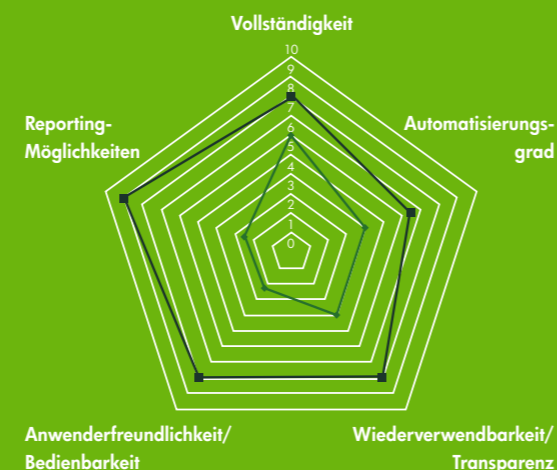 Vollständigkeit
10
9
8
7
6
5
4
3
2
1
0
Reporting-
Möglichkeiten
Automatisierungs-
grad
Anwenderfreundlichkeit/
Bedienbarkeit
Wiederverwendbarkeit/
Transparenz